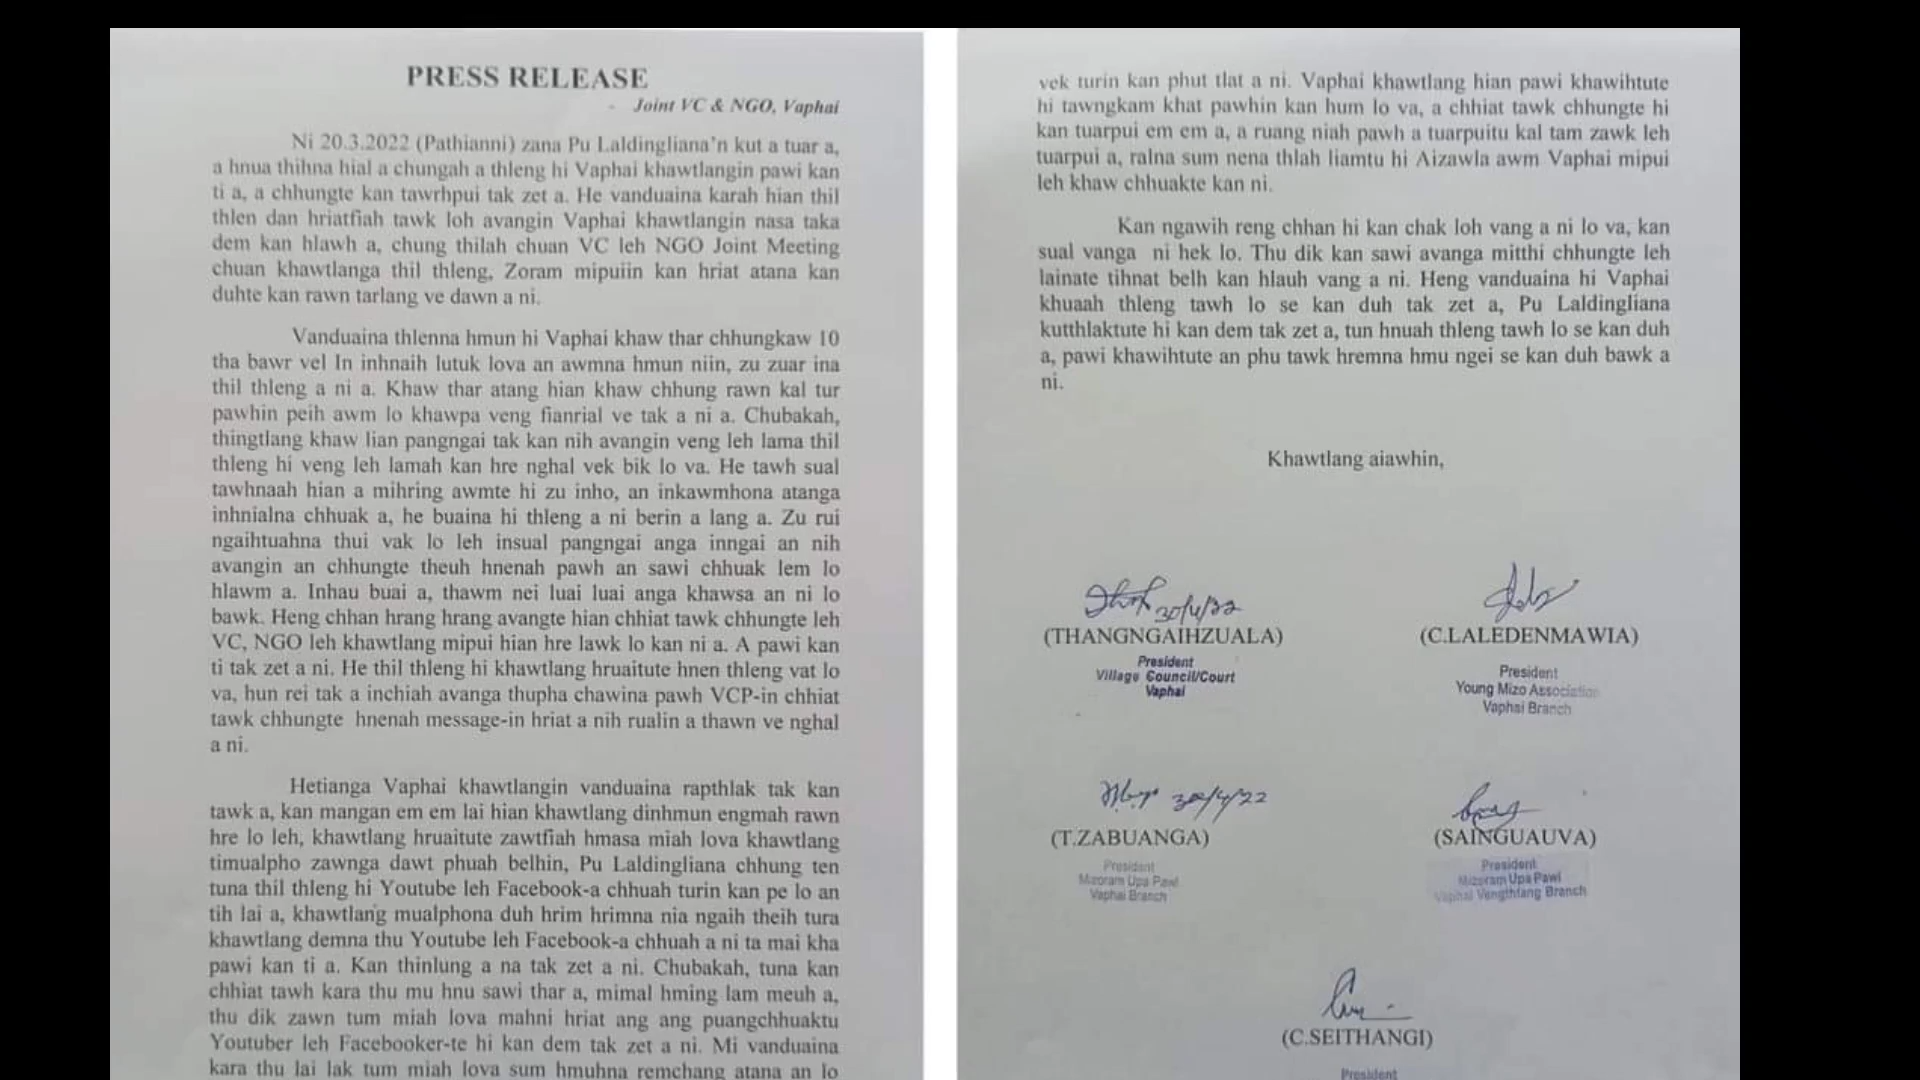 PRESS RELEASE
- Joint VC & NGO, Vaphai
Ni 20.3.2022 (Pathianni) zana Pu Laldingliana'n kut a tuar a,
a hnua thihna hial a chungah a thleng hi Vaphai khawtlangin pawi kan
ti a, a chhungte kan tawrhpui tak zet a. He vanduaina karah hian thil
thlen dan hriatfiah tawk loh avangin Vaphai khawtlangin nasa taka
dem kan hlawh a, chung thilah chuan VC leh NGO Joint Meeting
chuan khawtlanga thil thleng, Zoram mipuiin kan hriat atana kan
duhte kan rawn tarlang ve dawn a ni.
Vanduaina thlenna hmun hi Vaphai khaw thar chhungkaw 10
tha bawr vel In inhnaih lutuk lova an awmna hmun niin, zu zuar ina
thil thleng a ni a. Khaw thar atang hian khaw chhung rawn kal tur
pawhin peih awm lo khawpa veng fianrial ve tak a ni a. Chubakah,
thingtlang khaw lian pangngai tak kan nih avangin veng leh lama thil
thleng hi veng leh lamah kan hre nghal vek bik lo va. He tawh sual
tawhnaah hian a mihring awmte hi zu inho, an inkawmhona atanga
inhnialna chhuak a, he buaina hi thleng a ni berin a lang a. Zu rui
ngaihtuahna thui vak lo leh insual pangngai anga inngai an nih
avangin an chhungte theuh hnenah pawh an sawi chhuak lem lo
hlawm a. Inhau buai a, thawm nei luai luai anga khawsa an ni lo
bawk. Heng chhan hrang hrang avangte hian chhiat tawk chhungte leh
VC, NGO leh khawtlang mipui hian hre lawk lo kan ni a. A pawi kan
ti tak zet a ni. He thil thleng hi khawtlang hruaitute hnen thleng vat lo
va, hun rei tak a inchiah avanga thupha chawina pawh VCP-in chhiat
tawk chhungte hnenah message-in hriat a nih rualin a thawn ve nghal
a ni.
Hetianga Vaphai khawtlangin vanduaina rapthlak tak kan
tawk a, kan mangan em em lai hian khawtlang dinhmun engmah rawn
hre lo leh, khawtlang hruaitute zawtfiah hmasa miah lova khawtlang
timualpho zawnga dawt phuah belhin, Pu Laldingliana chhung ten
tuna thil thleng hi Youtube leh Facebook-a chhuah turin kan pe lo an
tih lai a, khawtlang mualphona duh hrim hrimna nia ngaih theih tura
khawtlang demna thu Youtube leh Facebook-a chhuah a ni ta mai kha
pawi kan ti a. Kan thinlung a na tak zet a ni. Chubakah, tuna kan
chhiat tawh kara thu mu hnu sawi thar a, mimal hming lam meuh a,
thu dik zawn tum miah lova mahni hriat ang ang puangchhuaktu
Youtuber leh Facebooker-te hi kan dem tak zet a ni. Mi vanduaina
kara thu lai lak tum miah lova sum hmuhna remchang atana an lo
vek turin kan phut tlat a ni. Vaphai khawtlang hian pawi khawihtute
hi tawngkam khat pawhin kan hum lo va, a chhiat tawk chhungte hi
kan tuarpui em em a, a ruang niah pawh a tuarpuitu kal tam zawk leh
tuarpui a, ralna sum nena thlah liamtu hi Aizawla awm Vaphai mipui
leh khaw chhuakte kan ni.
Kan ngawih reng chhan hi kan chak loh vang a ni lo va, kan
sual vanga ni hek lo. Thu dik kan sawi avanga mitthi chhungte leh
lainate tihnat belh kan hlauh vang a ni. Heng vanduaina hi Vaphai
khuaah thleng tawh lo se kan duh tak zet a, Pu Laldingliana
kutthlaktute hi kan dem tak zet a, tun hnuah thleng tawh lo se kan duh
a, pawi khawihtute an phu tawk hremna hmu ngei se kan duh bawk a
ni.
Khawtlang aiawhin,
30/4/22
(THANGNGAIHZUALA)
President
Village Council/Court
Vaphai
(C.LALEDENMAWIA)
President
Young Mizo Association
Vaphai Branch
30/4/22
(T.ZABUANGA)
President
Mizoram Upa Pawl
Vaphai Branch
(SAINGUAUVA)
President
Mizoram Upa Pawl
Vaphai Vengthlang Branch
(C.SEITHANGI)
President